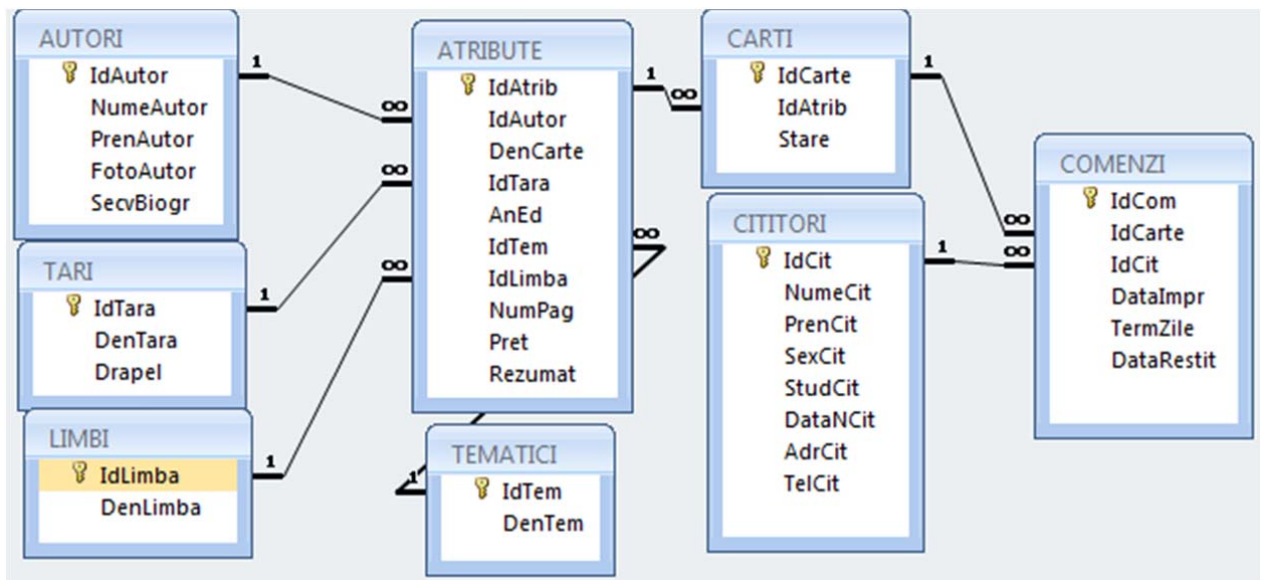 AUTORI
IdAutor
NumeAutor
PrenAutor
FotoAutor
SecvBiogr
1
∞
TARI
IdTara
DenTara
Drapel
1
∞
LIMBI
IdLimba
DenLimba
1
∞
ATRIBUTE
IdAtrib
IdAutor
DenCarte
IdTara
AnEd
IdTem
IdLimba
NumPag
Pret
Rezumat
1
∞
∞
TEMATICI
IdTem
DenTem
1
CARTI
IdCarte
IdAtrib
Stare
1
∞
CITITORI
IdCit
NumeCit
PrenCit
SexCit
StudCit
DataNCit
AdrCit
TelCit
1
∞
COMENZI
IdCom
IdCarte
IdCit
DataImpr
TermZile
DataRestit